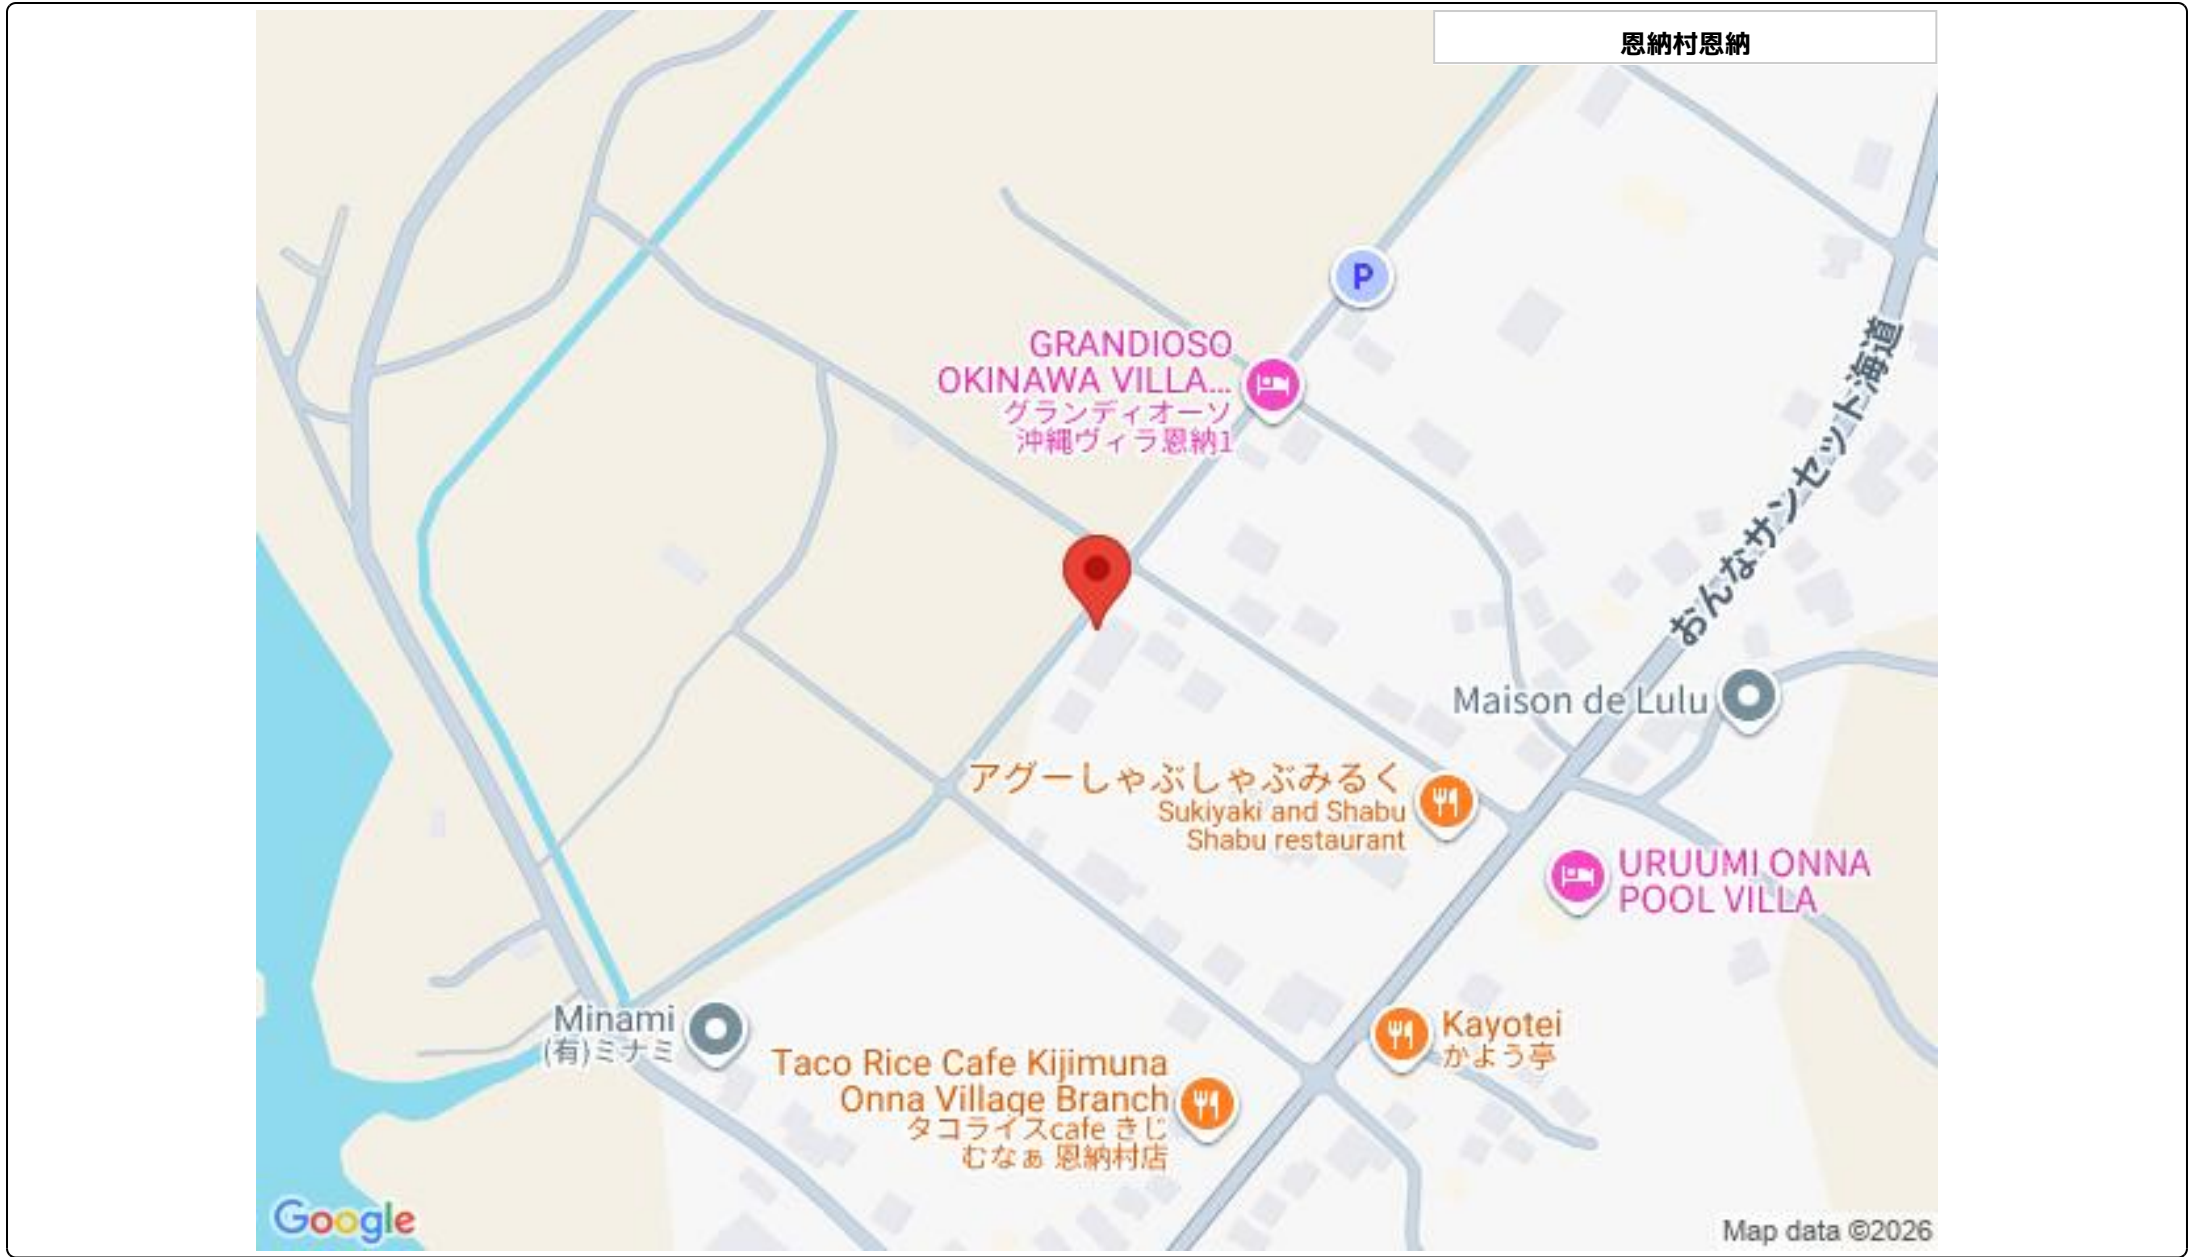 恩納村恩納
P
GRANDIOSO
OKINAWA VILLA...
グランディオーソ
沖縄ヴィラ恩納1
おんなサンセット海道
Maison de Lulu
アグーしゃぶしゃぶみるく
Sukiyaki and Shabu
Shabu restaurant
URUUMI ONNA
POOL VILLA
Minami
(有)ミナミ
Kayotei
かよう亭
Taco Rice Cafe Kijimuna
Onna Village Branch
タコライスcafe きじ
むなぁ 恩納村店
Google
Map data ©2026